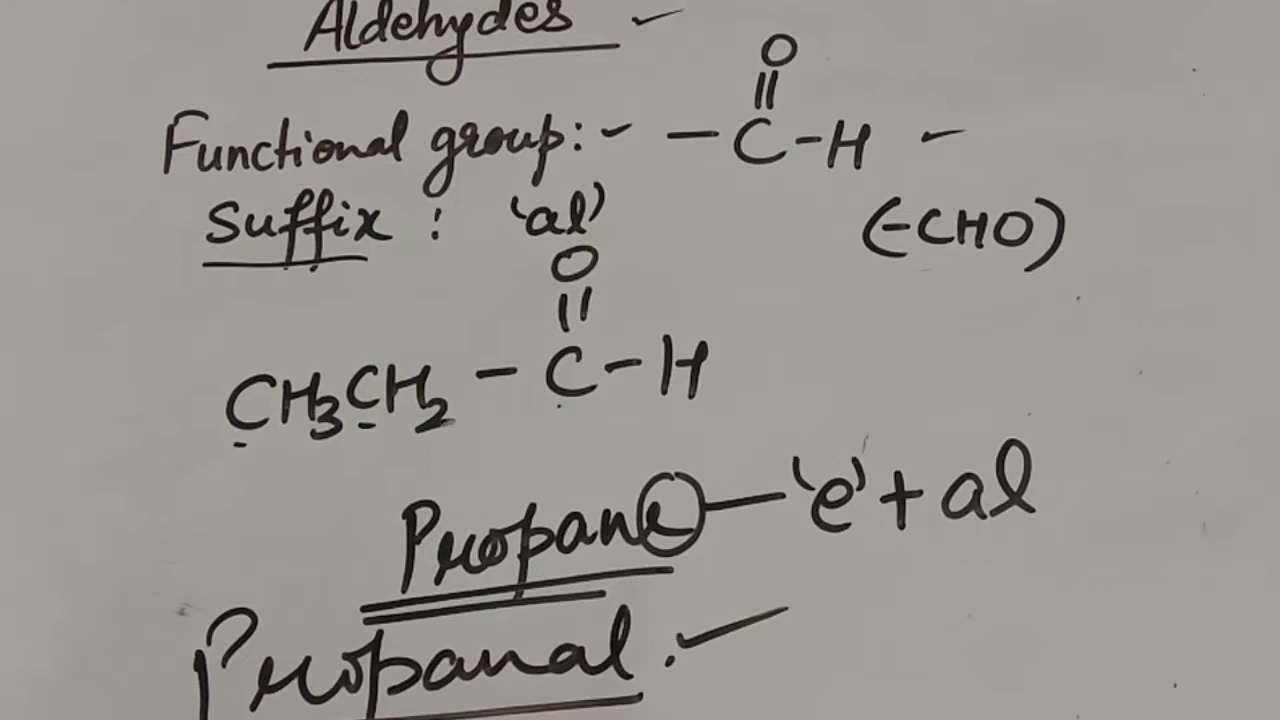 Aldehydes
O
||
Functional group:- - C-H
Suffix : 'al' (-CHO)
O
||
CH3CH2 - C-H
Propane - 'e' + al
Propanal.